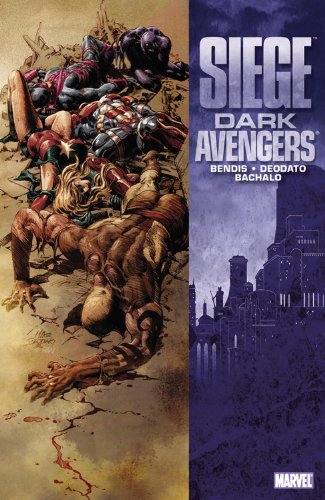 SIEGE
DARK
AVENGERS®
BENDIS • DEODATO
BACHALO
MARVEL